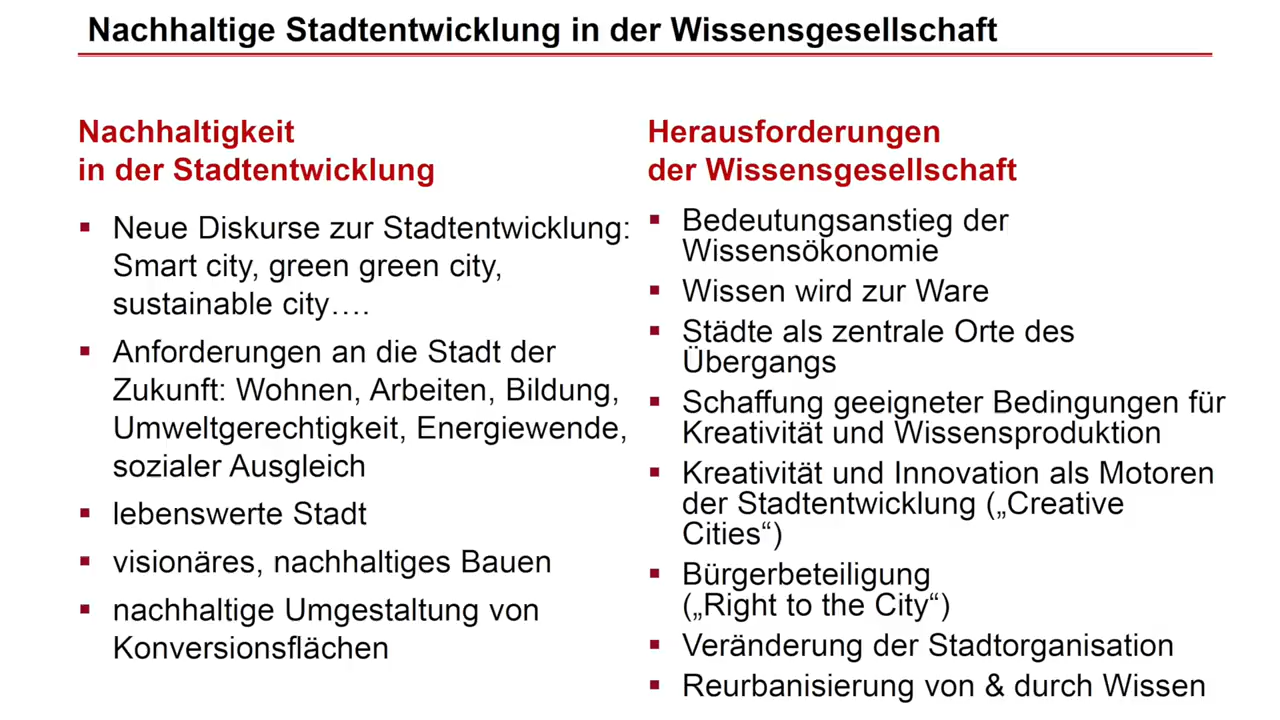 Nachhaltige Stadtentwicklung in der Wissensgesellschaft
Nachhaltigkeit
in der Stadtentwicklung
▪ Neue Diskurse zur Stadtentwicklung:
Smart city, green green city,
sustainable city….
▪ Anforderungen an die Stadt der
Zukunft: Wohnen, Arbeiten, Bildung,
Umweltgerechtigkeit, Energiewende,
sozialer Ausgleich
▪ lebenswerte Stadt
▪ visionäres, nachhaltiges Bauen
▪ nachhaltige Umgestaltung von
Konversionsflächen
Herausforderungen
der Wissensgesellschaft
▪ Bedeutungsanstieg der
Wissensökonomie
▪ Wissen wird zur Ware
▪ Städte als zentrale Orte des
Übergangs
▪ Schaffung geeigneter Bedingungen für
Kreativität und Wissensproduktion
▪ Kreativität und Innovation als Motoren
der Stadtentwicklung („Creative
Cities“)
▪ Bürgerbeteiligung
(„Right to the City“)
▪ Veränderung der Stadtorganisation
▪ Reurbanisierung von & durch Wissen